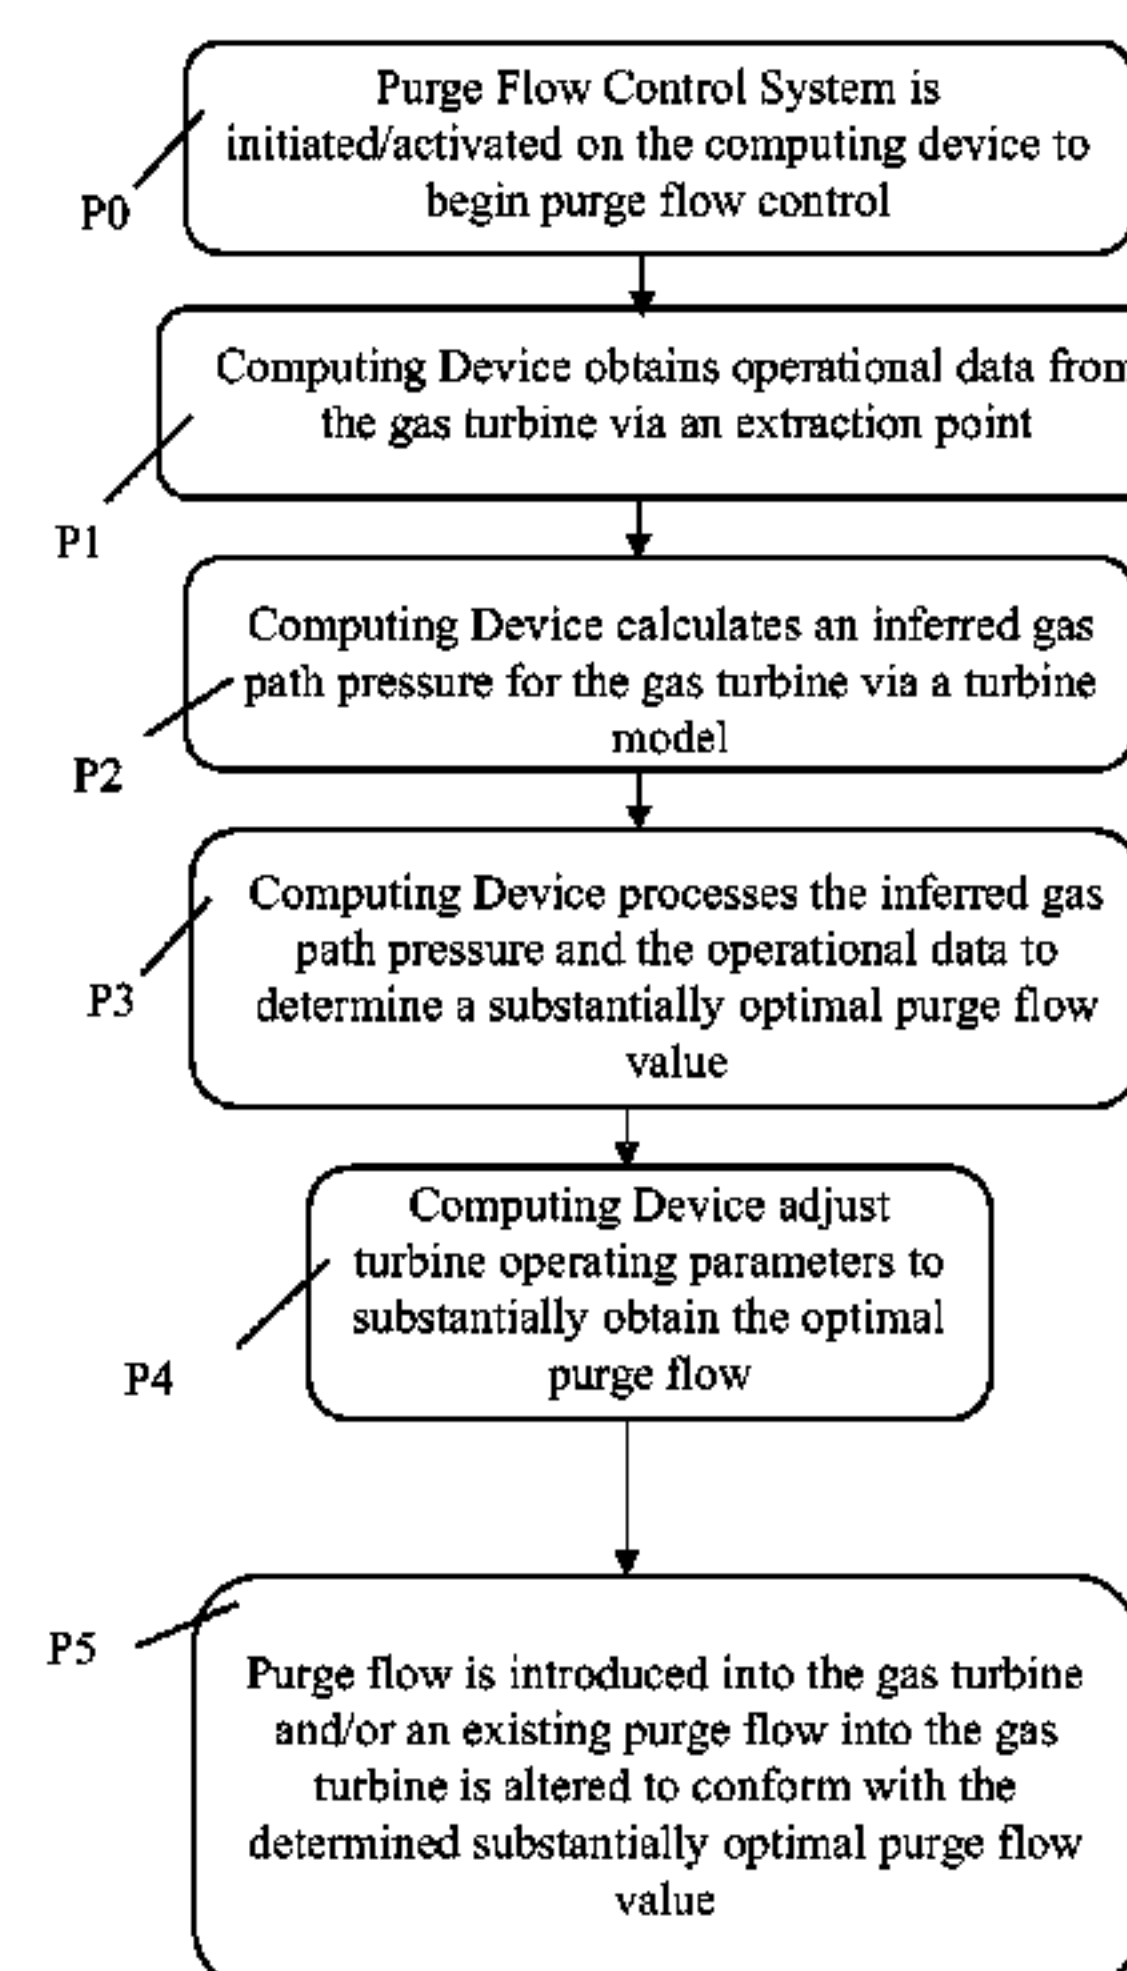 Purge Flow Control System is
initiated/activated on the computing device to
begin purge flow control
P0
Computing Device obtains operational data from
the gas turbine via an extraction point
P1
Computing Device calculates an inferred gas
path pressure for the gas turbine via a turbine
model
P2
Computing Device processes the inferred gas
path pressure and the operational data to
determine a substantially optimal purge flow
value
P3
Computing Device adjust
turbine operating parameters to
substantially obtain the optimal
purge flow
P4
P5
Purge flow is introduced into the gas turbine
and/or an existing purge flow into the gas
turbine is altered to conform with the
determined substantially optimal purge flow
value